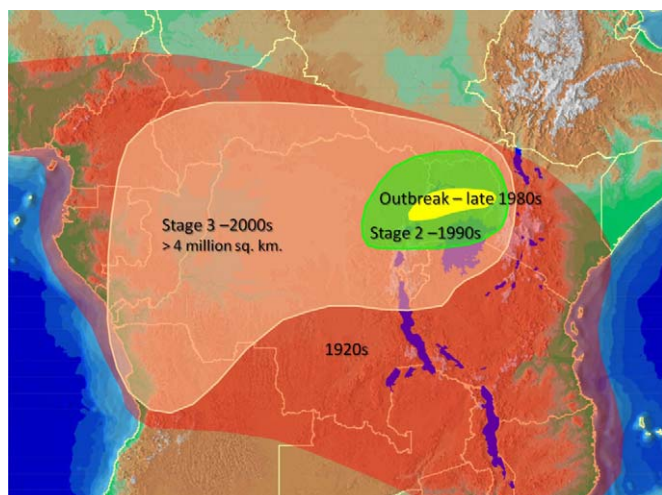 Outbreak – late 1980s
Stage 3 –2000s
> 4 million sq. km.
Stage 2 –1990s
1920s